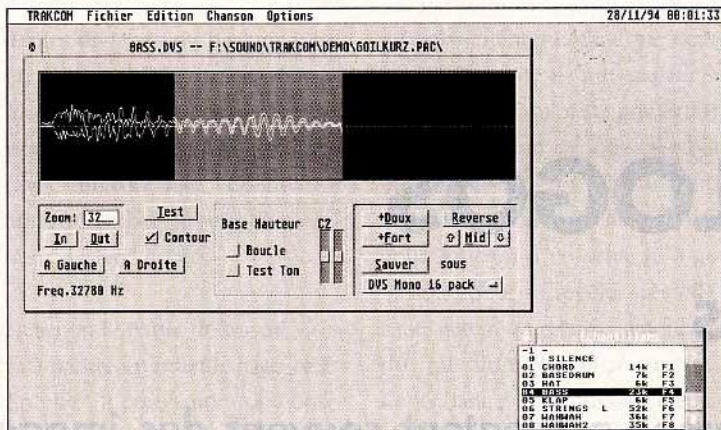 TRAKCOM Fichier Edition Chanson Options 28/11/94 00:01:33
BASS.DVS -- F:\SOUND\TRAKCOM\DEMO\GOILKURZ.PAC\
Zoom: 32__ Test
In Out ✓ Contour
A Gauche A Droite
Freq.32780 Hz
Base Hauteur C2
Boucle
Test Ton
+Doux Reverse
+Fort ⇧ Mid ⇩
Sauver sous
DVS Mono 16 pack
-1 -
0 SILENCE
01 CHORD 14k F1
02 BASEDRUM 7k F2
03 HAT 6k F3
04 BASS 23k F4
05 KLAP 6k F5
06 STRINGS L 52k F6
07 WAHWAH 36k F7
08 WAHWAH2 35k F8